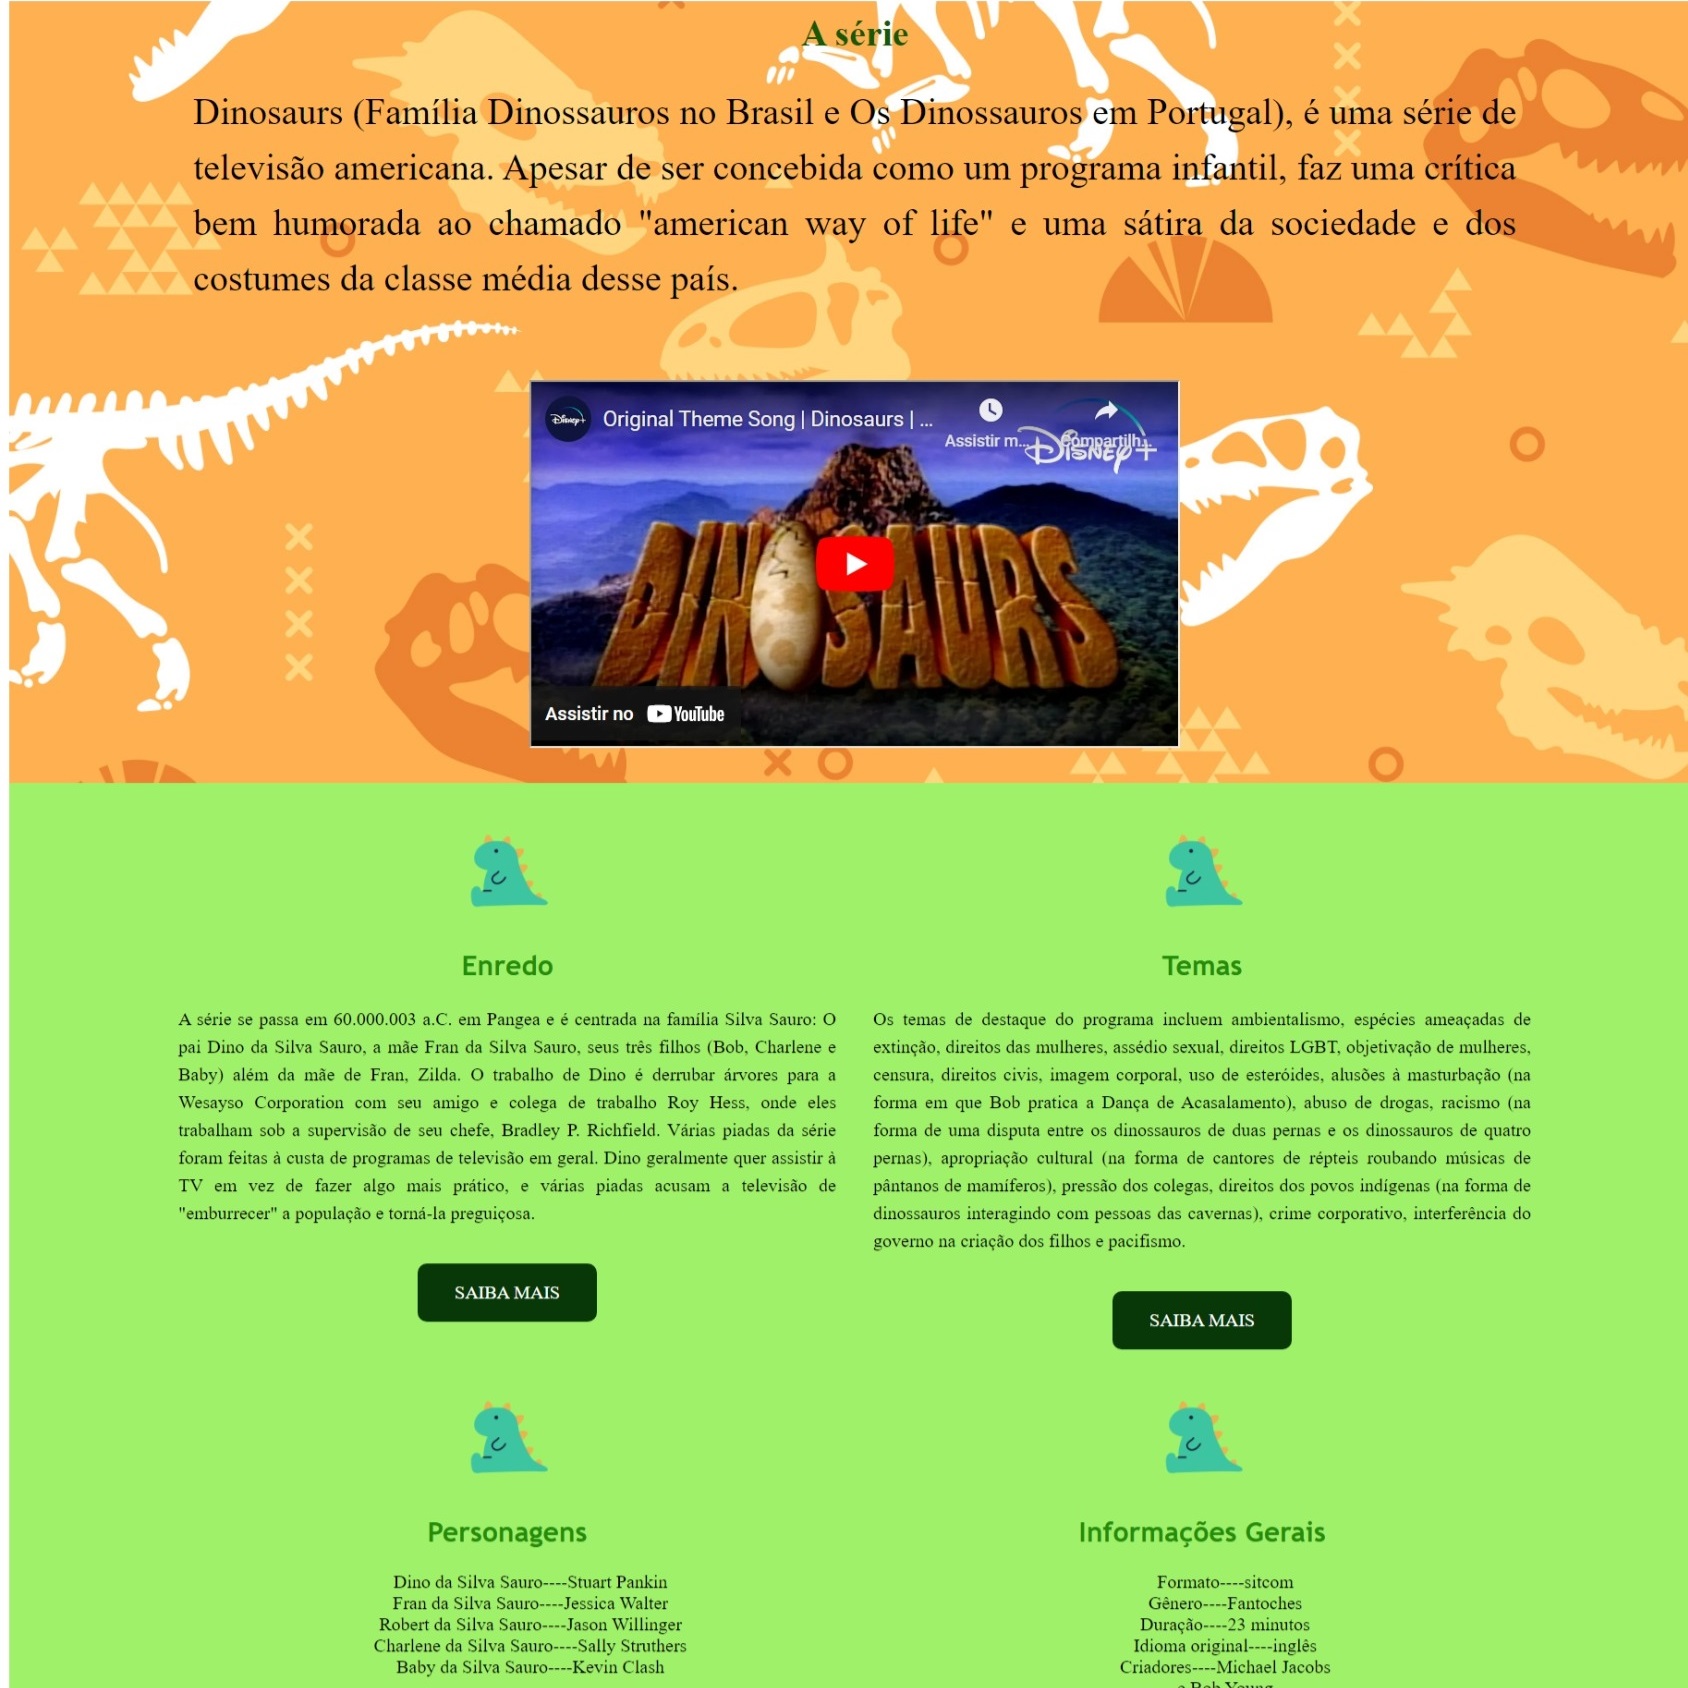 A série
Dinosaurs (Família Dinossauros no Brasil e Os Dinossauros em Portugal), é uma série de
televisão americana. Apesar de ser concebida como um programa infantil, faz uma crítica
bem humorada ao chamado "american way of life" e uma sátira da sociedade e dos
costumes da classe média desse país.
Disney+
Original Theme Song | Dinosaurs | ...
Assistir m...
Compartilh...
Disney+
DINOSAURS
Assistir no YouTube
Enredo
A série se passa em 60.000.003 a.C. em Pangea e é centrada na família Silva Sauro: O
pai Dino da Silva Sauro, a mãe Fran da Silva Sauro, seus três filhos (Bob, Charlene e
Baby) além da mãe de Fran, Zilda. O trabalho de Dino é derrubar árvores para a
Wesayso Corporation com seu amigo e colega de trabalho Roy Hess, onde eles
trabalham sob a supervisão de seu chefe, Bradley P. Richfield. Várias piadas da série
foram feitas à custa de programas de televisão em geral. Dino geralmente quer assistir à
TV em vez de fazer algo mais prático, e várias piadas acusam a televisão de
"emburrecer" a população e torná-la preguiçosa.
SAIBA MAIS
Temas
Os temas de destaque do programa incluem ambientalismo, espécies ameaçadas de
extinção, direitos das mulheres, assédio sexual, direitos LGBT, objetivação de mulheres,
censura, direitos civis, imagem corporal, uso de esteróides, alusões à masturbação (na
forma em que Bob pratica a Dança de Acasalamento), abuso de drogas, racismo (na
forma de uma disputa entre os dinossauros de duas pernas e os dinossauros de quatro
pernas), apropriação cultural (na forma de cantores de répteis roubando músicas de
pântanos de mamíferos), pressão dos colegas, direitos dos povos indígenas (na forma de
dinossauros interagindo com pessoas das cavernas), crime corporativo, interferência do
governo na criação dos filhos e pacifismo.
SAIBA MAIS
Personagens
Dino da Silva Sauro----Stuart Pankin
Fran da Silva Sauro----Jessica Walter
Robert da Silva Sauro----Jason Willinger
Charlene da Silva Sauro----Sally Struthers
Baby da Silva Sauro----Kevin Clash
Informações Gerais
Formato----sitcom
Gênero----Fantoches
Duração----23 minutos
Idioma original----inglês
Criadores----Michael Jacobs
e Bob Young